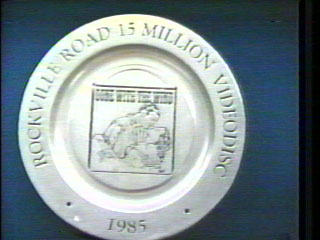 ROCKVILLE ROAD 15 MILLION VIDEODISC
GONE WITH THE WIND
1985